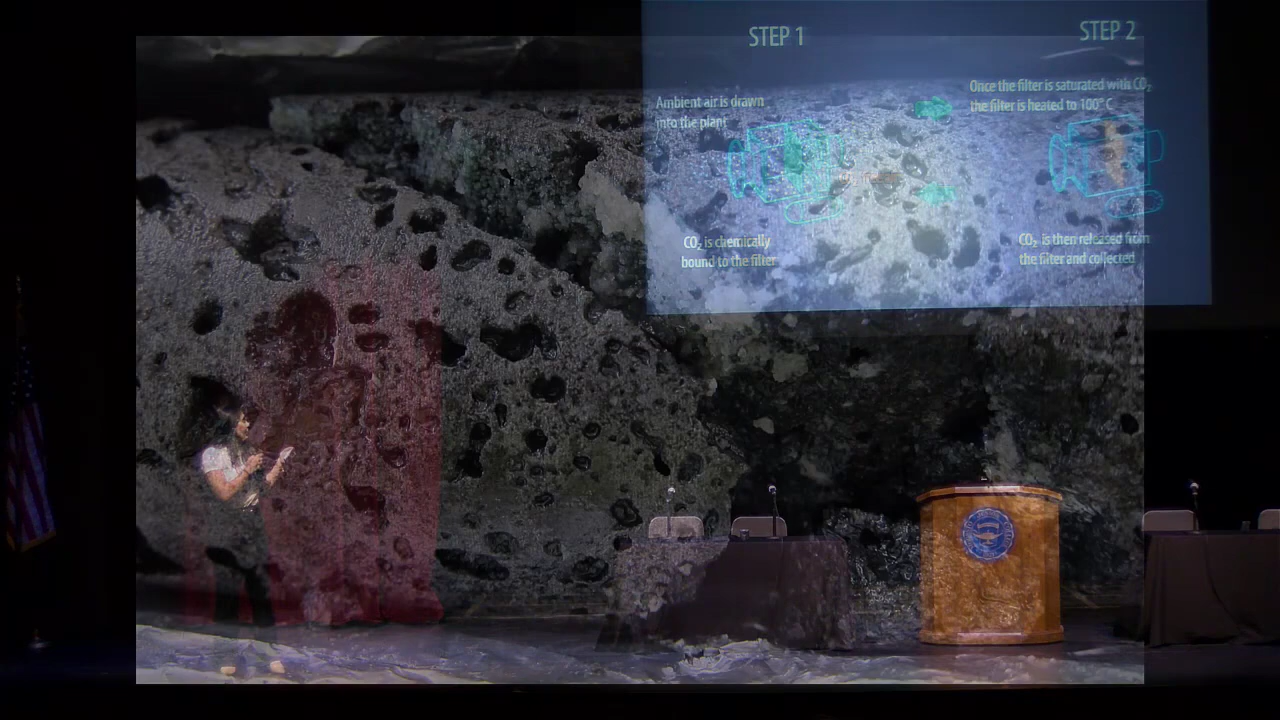 STEP 1
Ambient air is drawn
into the plant
CO₂ is chemically
bound to the filter
STEP 2
Once the filter is saturated with CO₂
the filter is heated to 100° C
CO₂ is then released from
the filter and collected